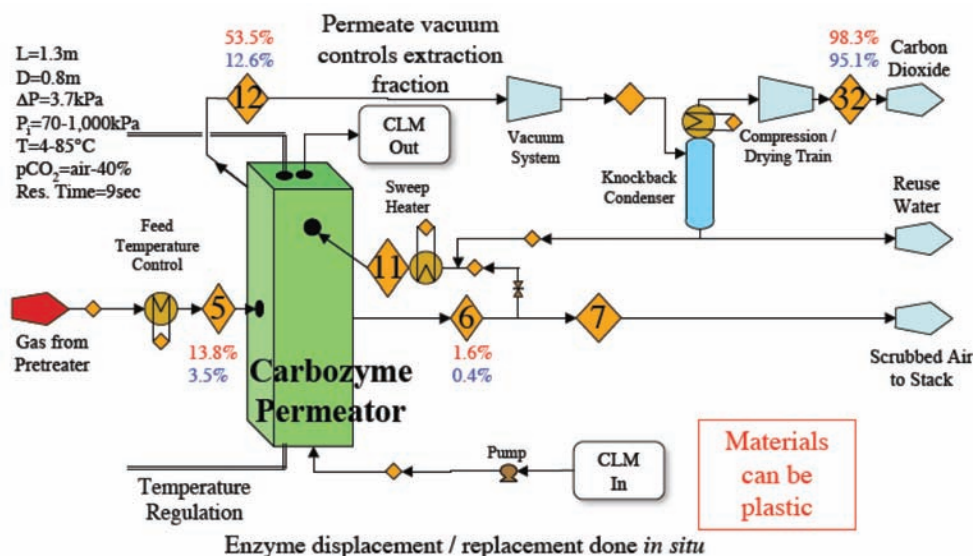 L=1.3m
D=0.8m
ΔP=3.7kPa
Pᵢ=70-1,000kPa
T=4-85°C
pCO₂=air-40%
Res. Time=9sec
53.5%
12.6%
12
Permeate vacuum
controls extraction
fraction
CLM
Out
Vacuum
System
98.3%
95.1%
32
Carbon
Dioxide
Compression /
Drying Train
Knockback
Condenser
Reuse
Water
Sweep
Heater
11
Feed
Temperature
Control
5
6
7
Gas from
Pretreater
13.8%
3.5%
1.6%
0.4%
Scrubbed Air
to Stack
Carbozyme
Permeator
Pump
CLM
In
Materials
can be
plastic
Temperature
Regulation
Enzyme displacement / replacement done in situ